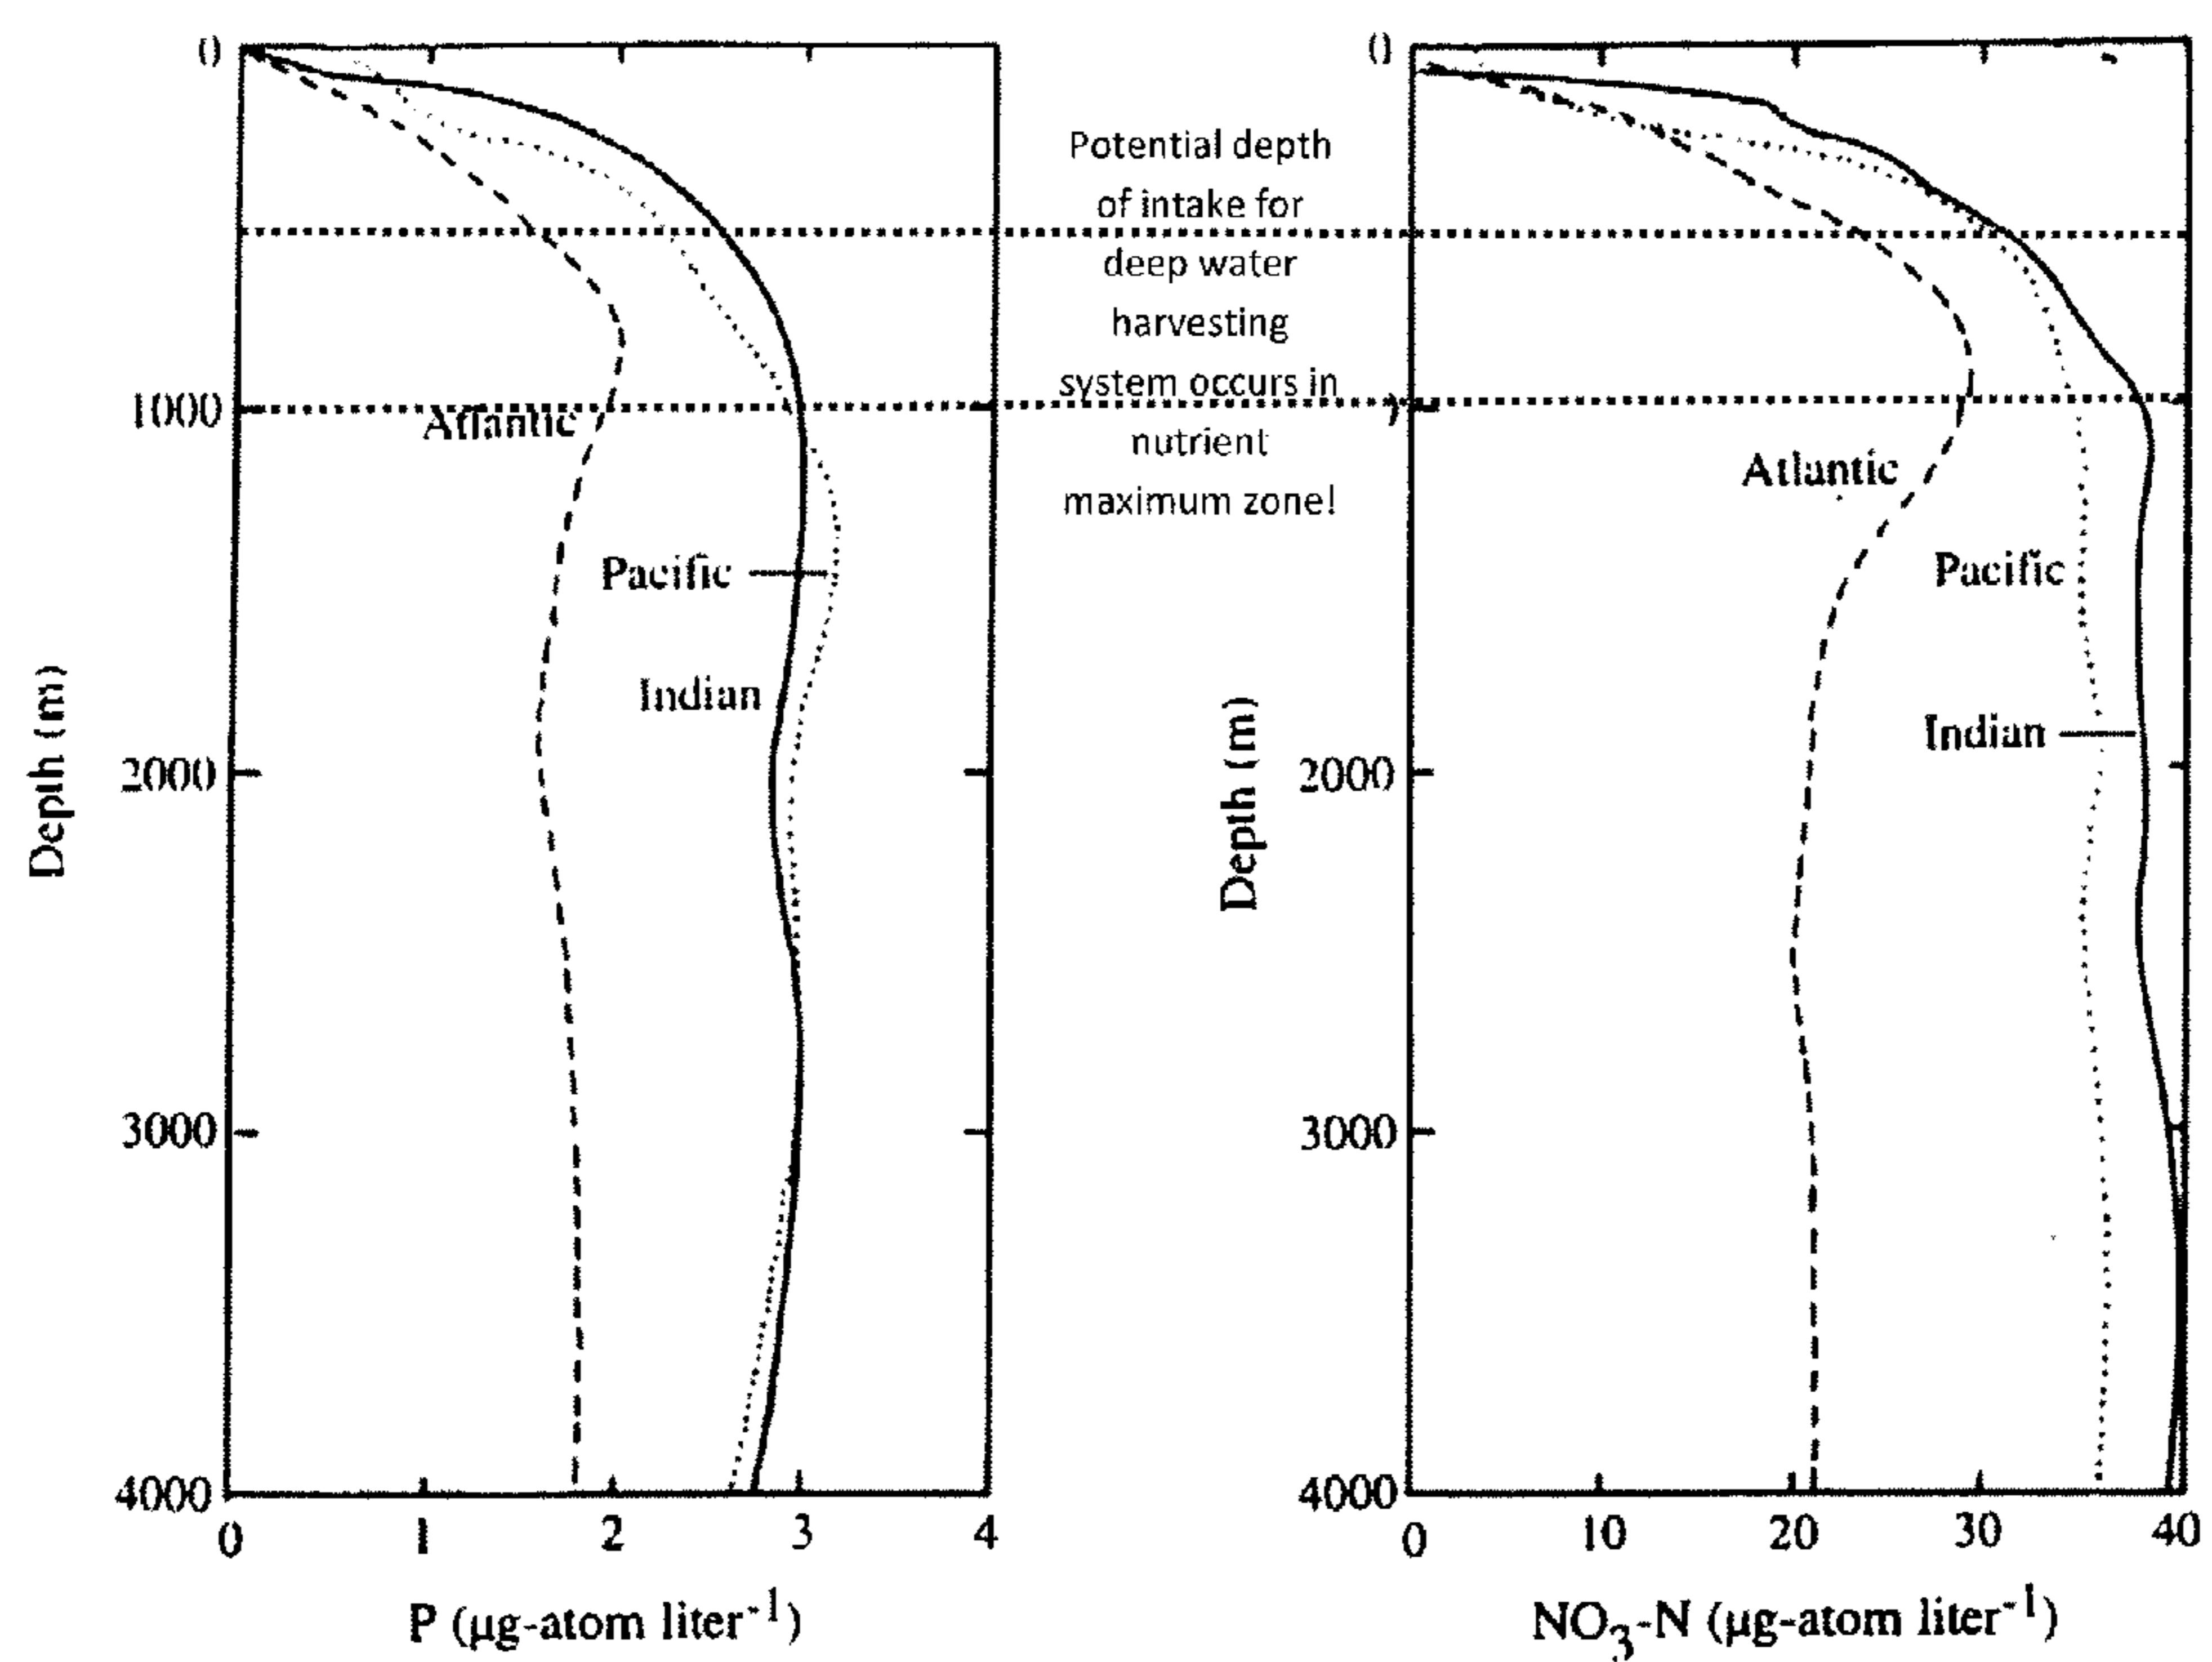 0
1000
2000
3000
4000
Depth (m)
Atlantic
Pacific
Indian
0 1 2 3 4
P (µg-atom liter⁻¹)
Potential depth
of intake for
deep water
harvesting
system occurs in
nutrient
maximum zone!
0
)
2000
3000
4000
Depth (m)
Atlantic
Pacific
Indian
0 10 20 30 40
NO₃-N (µg-atom liter⁻¹)